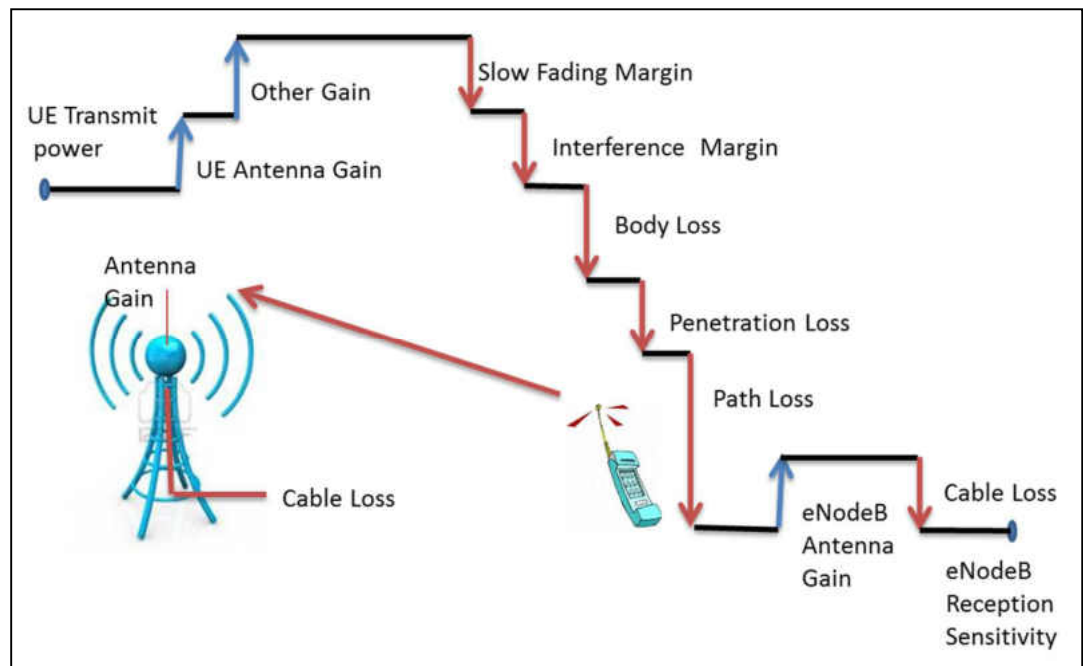 Slow Fading Margin
Other Gain
UE Transmit
power
Interference Margin
UE Antenna Gain
Body Loss
Antenna
Gain
Penetration Loss
Path Loss
Cable Loss
eNodeB
Antenna
Gain
Cable Loss
eNodeB
Reception
Sensitivity